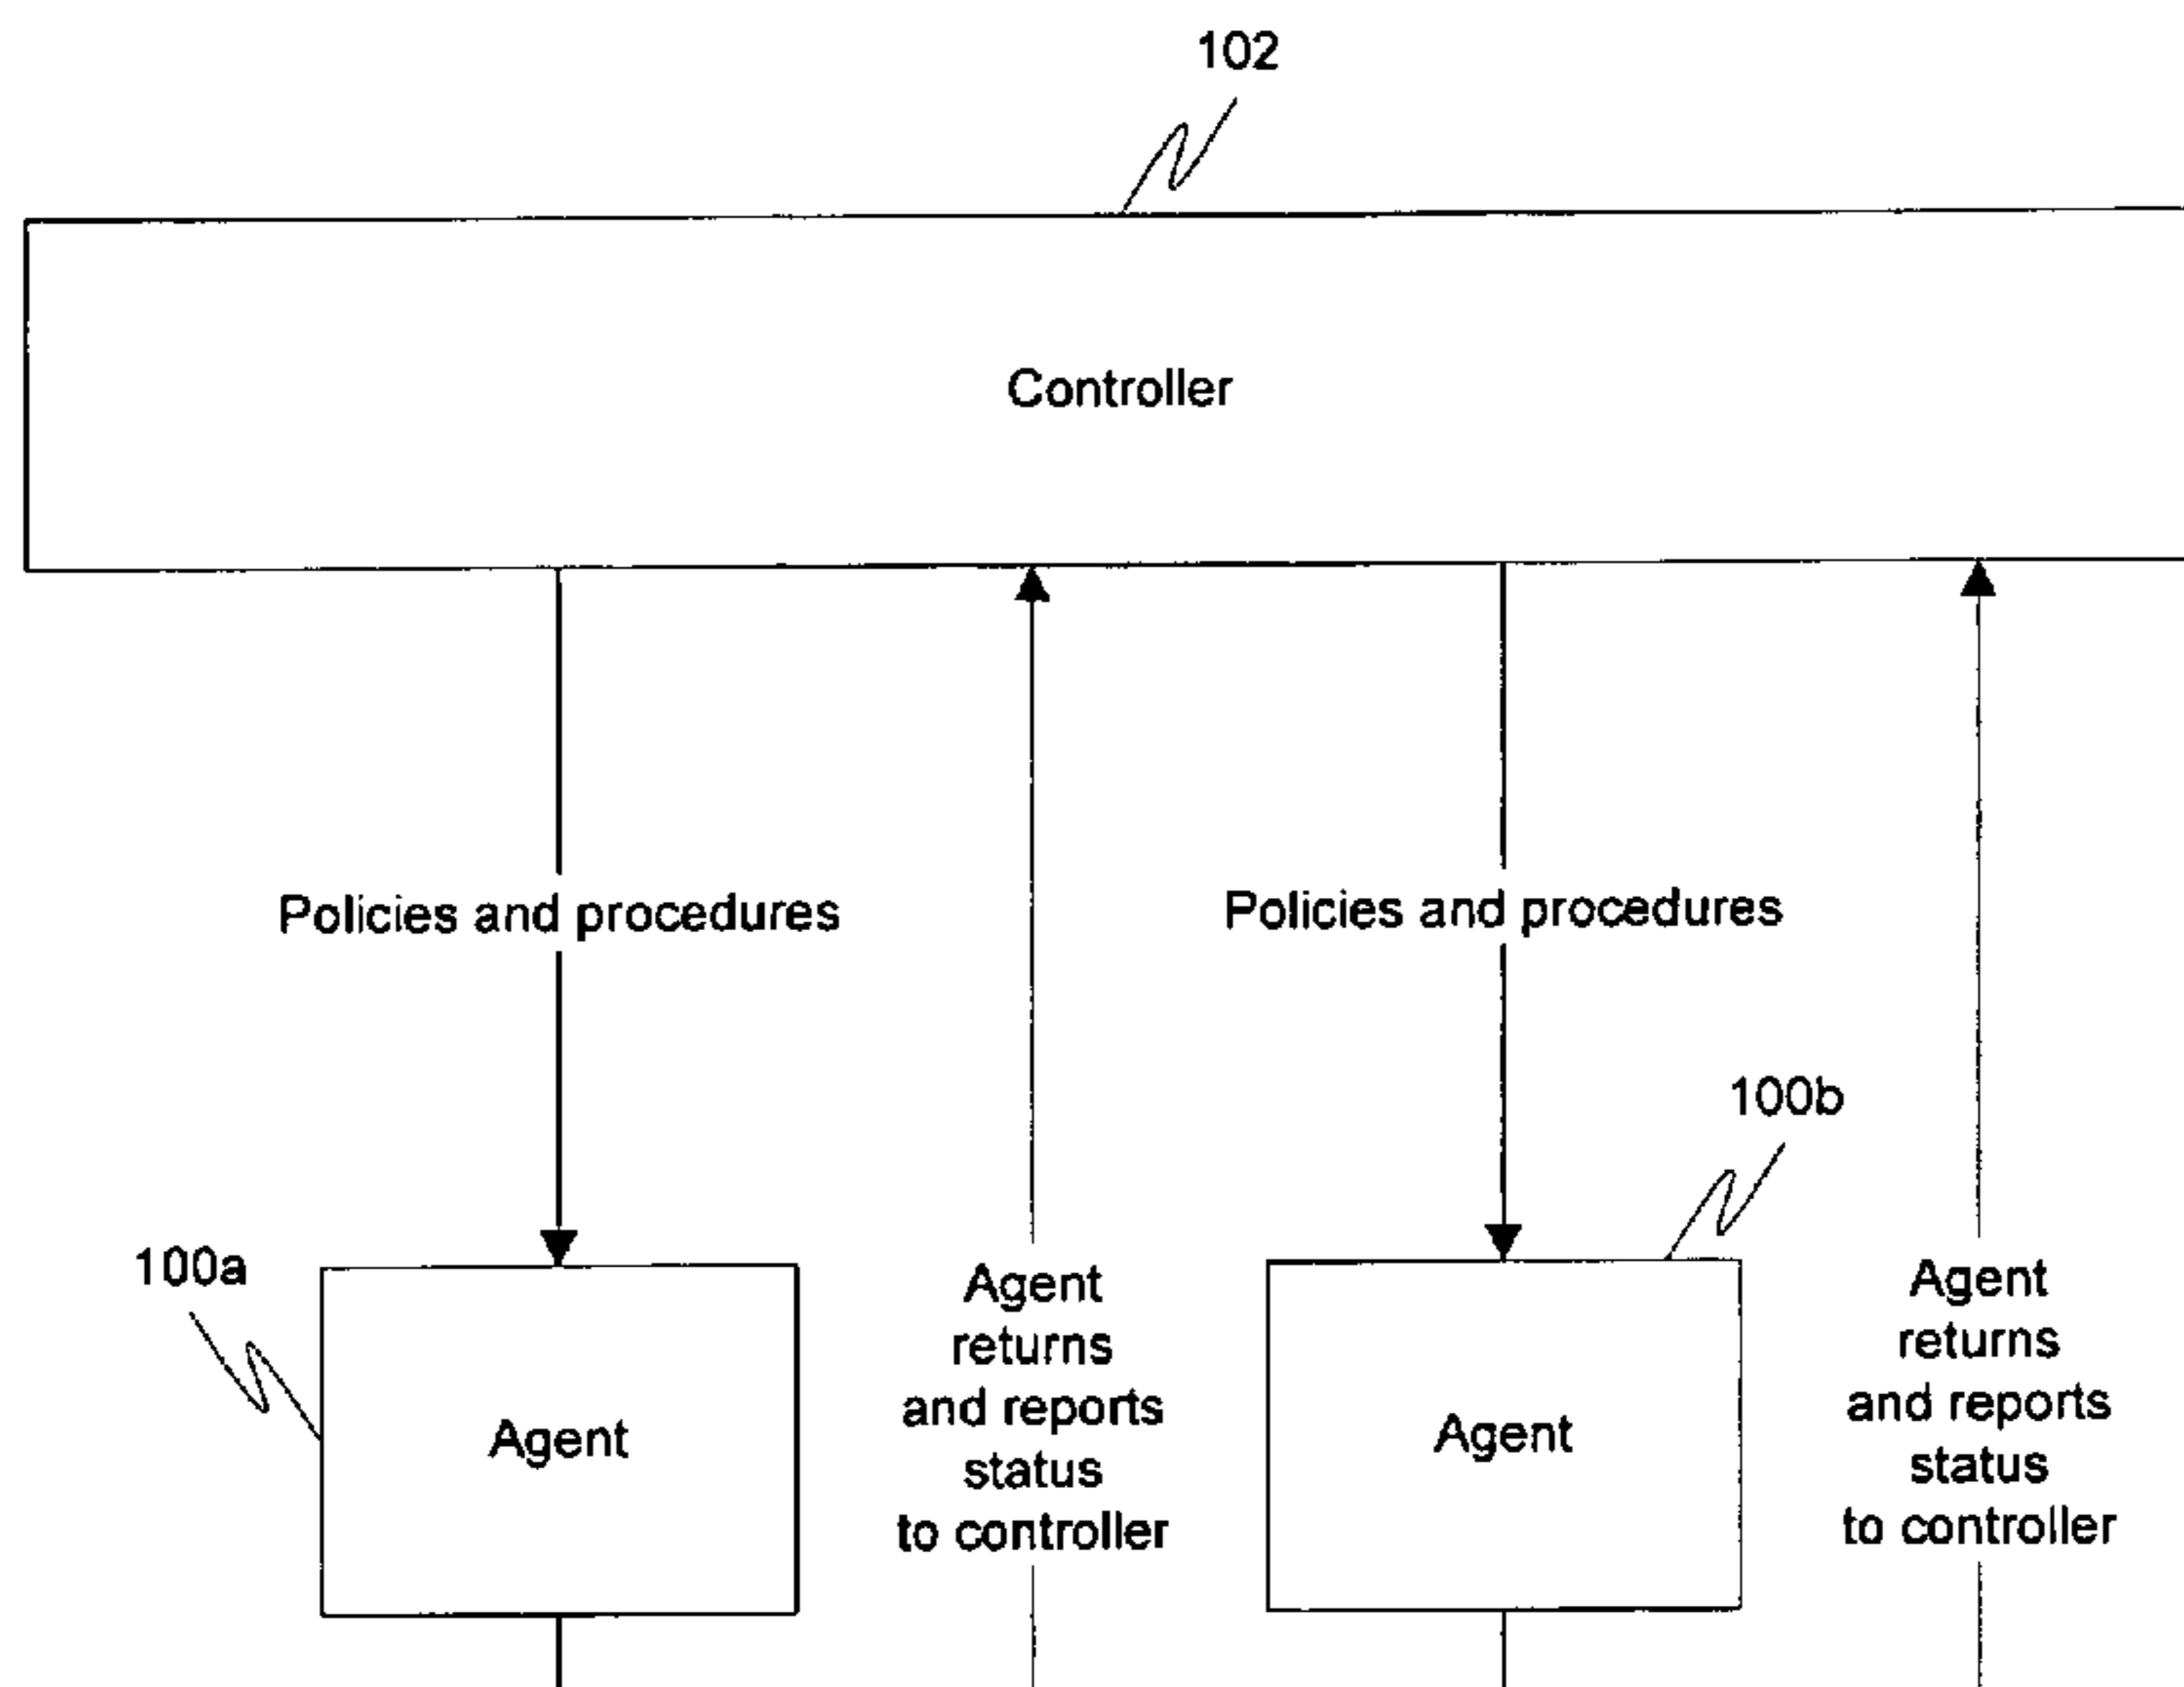 102
Controller
Policies and procedures
Policies and procedures
100b
100a
Agent
returns
and reports
status
to controller
Agent
returns
and reports
status
to controller
Agent
Agent